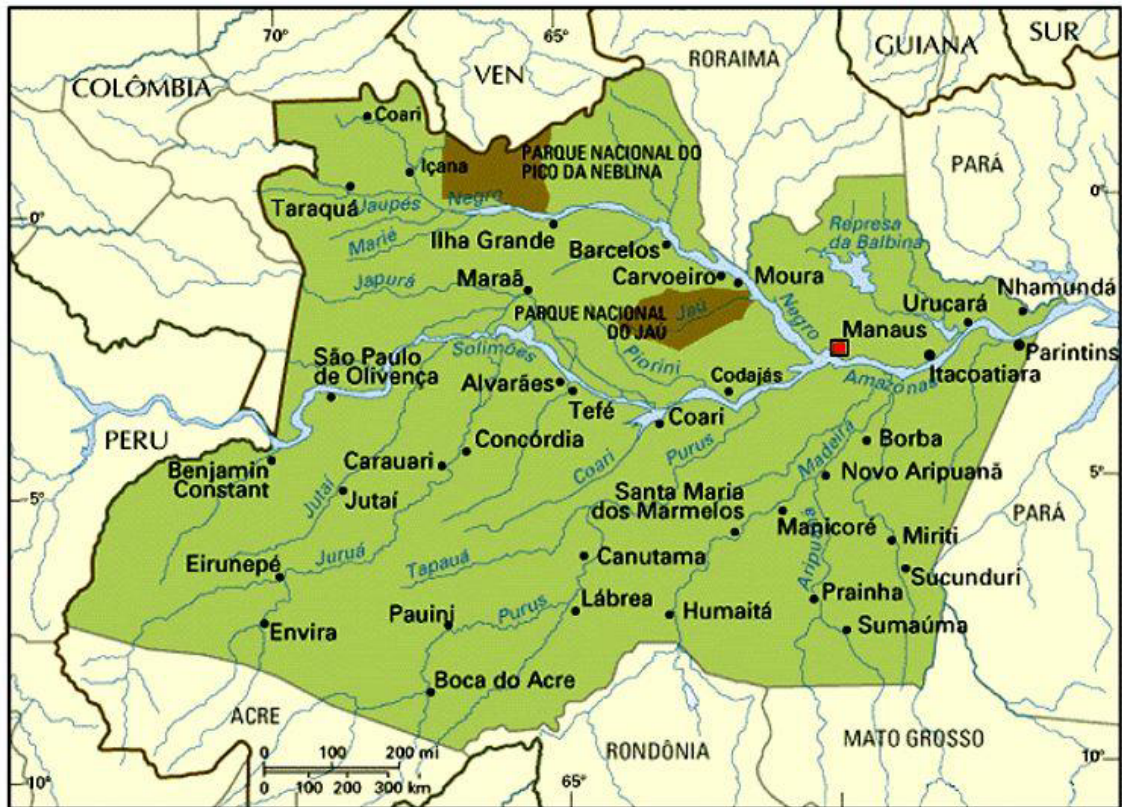 70°
65°
SUR
GUIANA
VEN
RORAIMA
COLÔMBIA
Coari
PARQUE NACIONAL DO
PICO DA NEBLINA
PARÁ
Içana
0°
Taraquá
Uaupés
Negro
0°
Marié
Ilha Grande
Barcelos
Represa
da Balbina
Japurá
Maraã
Carvoeiro
Moura
Nhamundá
PARQUE NACIONAL
DO JAÚ
Jaú
Negro
Urucará
Manaus
Parintins
São Paulo
de Olivença
Solimões
Piorini
Itacoatiara
Alvarães
Tefé
Codajás
Amazonas
PERU
Coari
Concórdia
Purus
Borba
Benjamin
Constant
Carauari
Coari
Madeira
Novo Aripuanã
5°
5°
Jutaí
Jutaí
Santa Maria
dos Marmelos
Manicoré
PARÁ
Miriti
Eirunepé
Juruá
Tapauá
Canutama
Aripuanã
Sucunduri
Lábrea
Prainha
Envira
Pauini
Purus
Humaitá
Sumaúma
Boca do Acre
ACRE
0 100 200 mi
0 100 200 300 km
RONDÔNIA
MATO GROSSO
10°
65°
10°